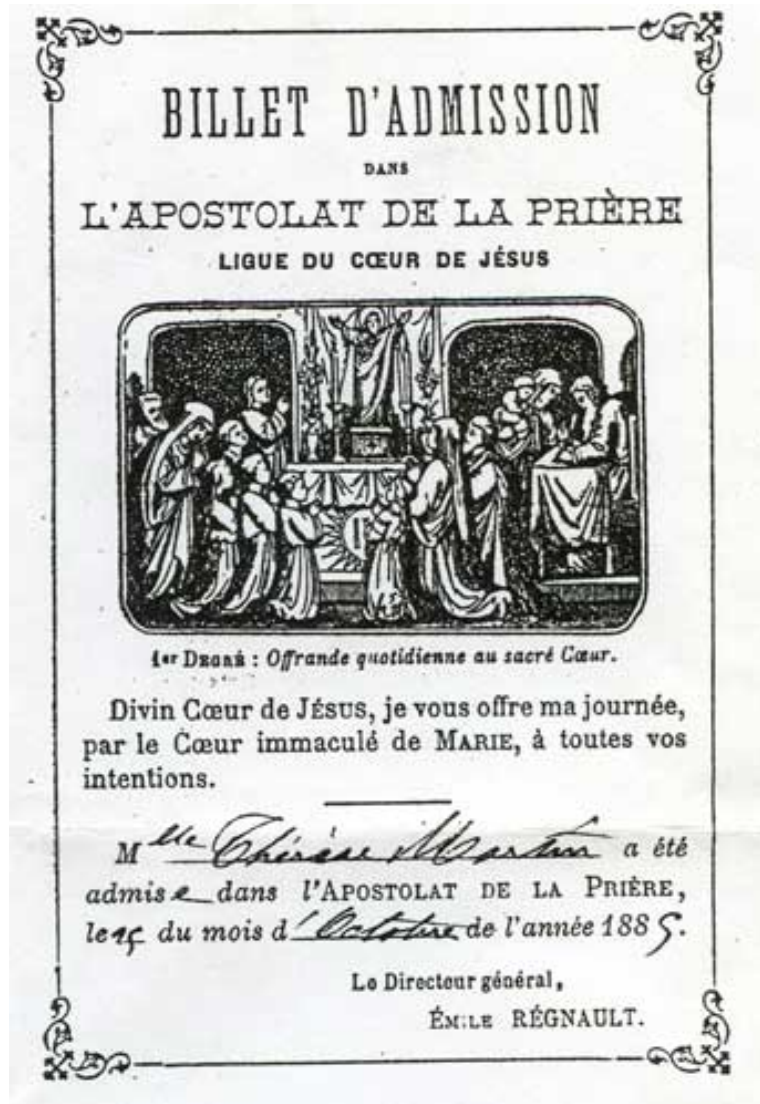 BILLET D'ADMISSION
DANS
L'APOSTOLAT DE LA PRIÈRE
LIGUE DU CŒUR DE JÉSUS
1er DEGRÉ : Offrande quotidienne au sacré Cœur.
Divin Cœur de JÉSUS, je vous offre ma journée,
par le Cœur immaculé de MARIE, à toutes vos
intentions.
Mlle Thérèse Martin a été
admise dans l'APOSTOLAT DE LA PRIÈRE,
le 15 du mois d'Octobre de l'année 1885.
Le Directeur général,
ÉMILE RÉGNAULT.